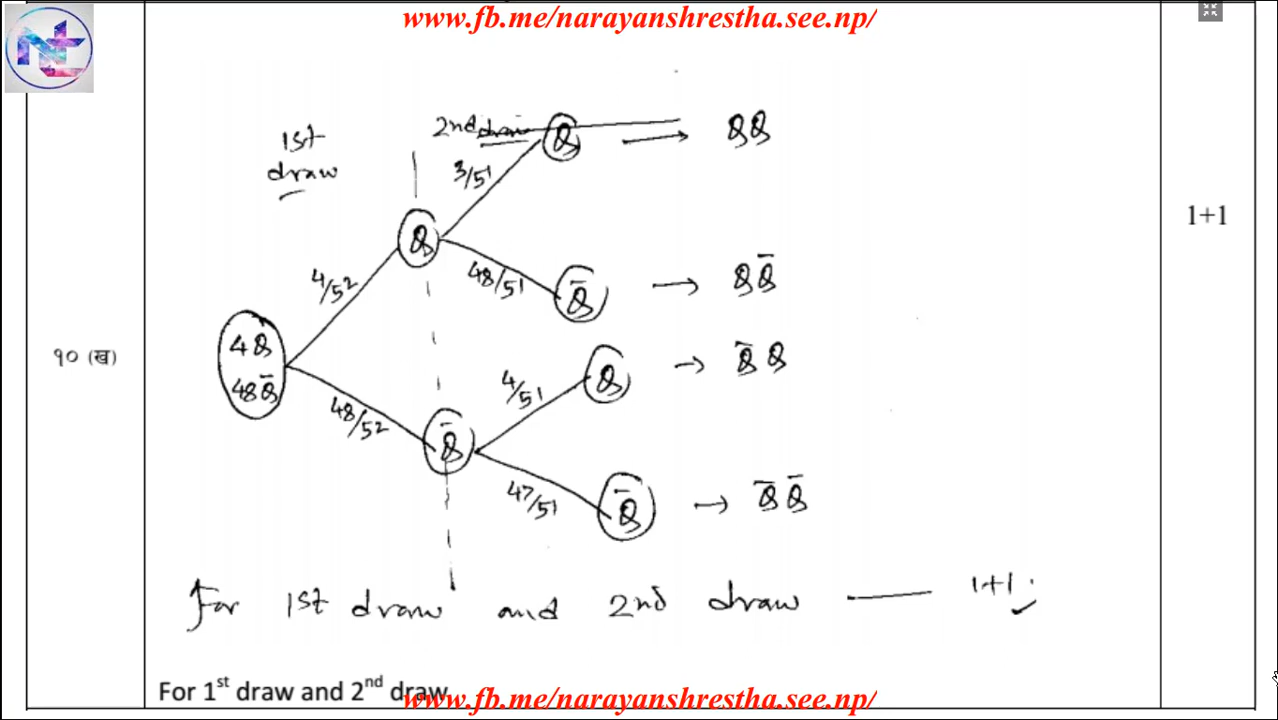 www.fb.me/narayanshrestha.see.np/
1st
draw
2nd draw
Q
→ QQ
3/51
1+1
Q
4/52
48/51
Q̄
→ QQ̄
4Q
48Q̄
१० (ख)
4/51
Q
→ Q̄Q
48/52
Q̄
47/51
Q̄
→ Q̄Q̄
For 1st draw and 2nd draw —— 1+1.
For 1st draw and 2nd draw
www.fb.me/narayanshrestha.see.np/